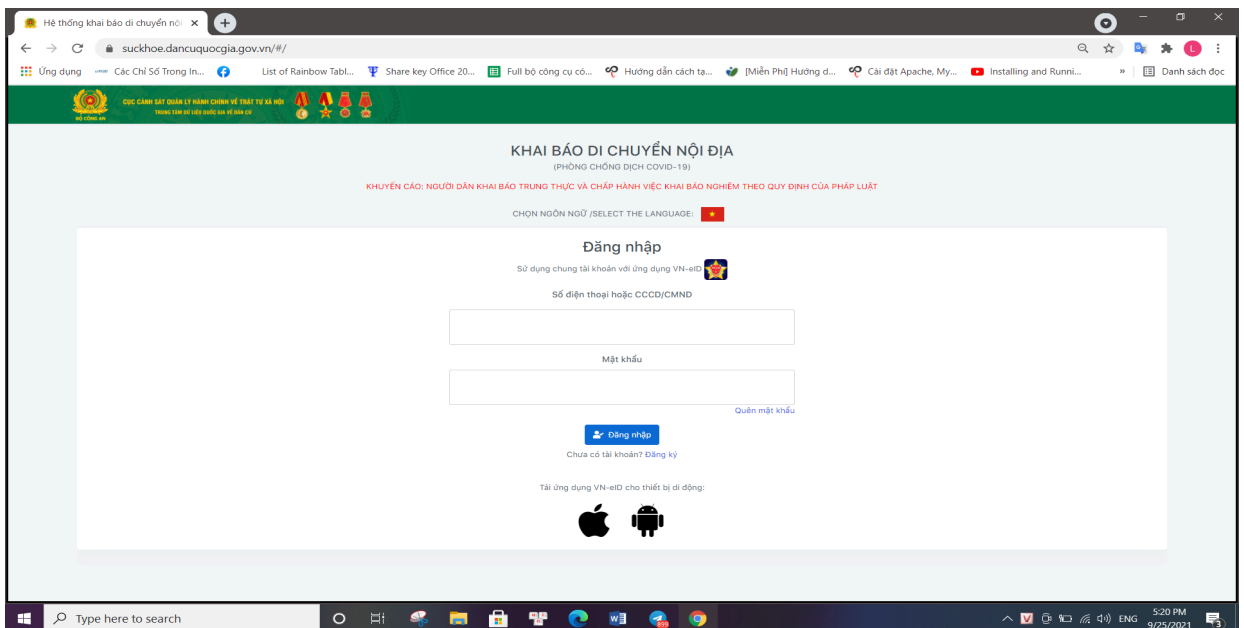 Hệ thống khai báo di chuyển nội
suckhoe.dancuquocgia.gov.vn/#/
Ứng dụng
Các Chỉ Số Trong In...
List of Rainbow Tabl...
Share key Office 20...
Full bộ công cụ có...
Hướng dẫn cách tạ...
[Miễn Phí] Hướng d...
Cài đặt Apache, My...
Installing and Runni...
»
Danh sách đọc
CỤC CẢNH SÁT QUẢN LÝ HÀNH CHÍNH VỀ TRẬT TỰ XÃ HỘI
TRUNG TÂM DỮ LIỆU QUỐC GIA VỀ DÂN CƯ
BỘ CÔNG AN
KHAI BÁO DI CHUYỂN NỘI ĐỊA
(PHÒNG CHỐNG DỊCH COVID-19)
KHUYẾN CÁO: NGƯỜI DÂN KHAI BÁO TRUNG THỰC VÀ CHẤP HÀNH VIỆC KHAI BÁO NGHIÊM THEO QUY ĐỊNH CỦA PHÁP LUẬT
CHỌN NGÔN NGỮ /SELECT THE LANGUAGE:
Đăng nhập
Sử dụng chung tài khoản với ứng dụng VN-eID
Số điện thoại hoặc CCCD/CMND
Mật khẩu
Quên mật khẩu
Đăng nhập
Chưa có tài khoản? Đăng ký
Tải ứng dụng VN-eID cho thiết bị di động:
Type here to search
899
ENG
5:20 PM
9/25/2021
3